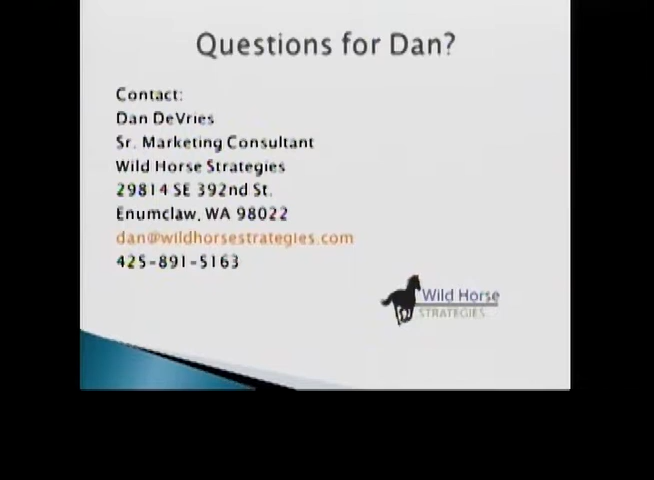 Questions for Dan?
Contact:
Dan DeVries
Sr. Marketing Consultant
Wild Horse Strategies
29814 SE 392nd St.
Enumclaw, WA 98022
dan@wildhorsestrategies.com
425-891-5163
Wild Horse
STRATEGIES